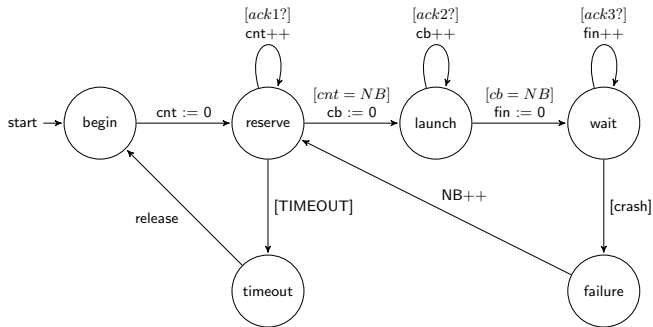 [ack1?]
cnt++
[ack2?]
cb++
[ack3?]
fin++
start
begin
cnt := 0
reserve
[cnt = NB]
cb := 0
launch
[cb = NB]
fin := 0
wait
release
[TIMEOUT]
NB++
[crash]
timeout
failure